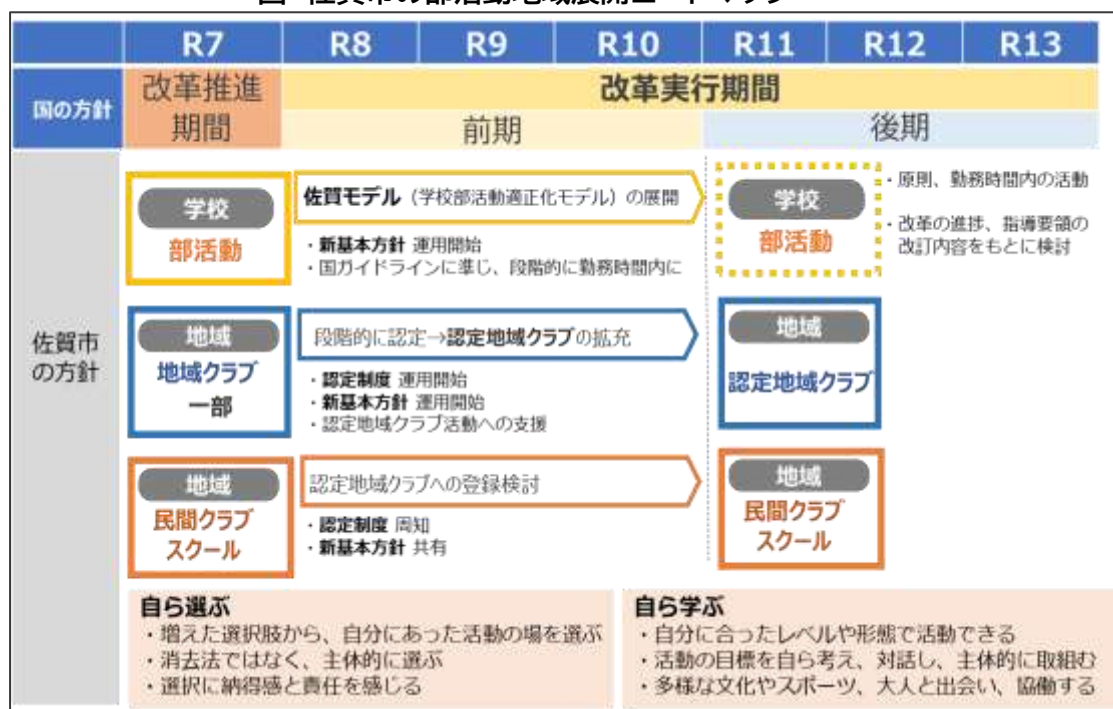 R7 R8 R9 R10 R11 R12 R13
国の方針
改革推進
期間
改革実行期間
前期
後期
佐賀市
の方針
学校
部活動
佐賀モデル(学校部活動適正化モデル)の展開
・新基本方針 運用開始
・国ガイドラインに準じ、段階的に勤務時間内に
学校
部活動
・原則、勤務時間内の活動
・改革の進捗、指導要領の
改訂内容をもとに検討
地域
地域クラブ
一部
段階的に認定→認定地域クラブの拡充
・認定制度 運用開始
・新基本方針 運用開始
・認定地域クラブ活動への支援
地域
認定地域クラブ
地域
民間クラブ
スクール
認定地域クラブへの登録検討
・認定制度 周知
・新基本方針 共有
地域
民間クラブ
スクール
自ら選ぶ
・増えた選択肢から、自分にあった活動の場を選ぶ
・消去法ではなく、主体的に選ぶ
・選択に納得感と責任を感じる
自ら学ぶ
・自分に合ったレベルや形態で活動できる
・活動の目標を自ら考え、対話し、主体的に取組む
・多様な文化やスポーツ、大人と出会い、協働する